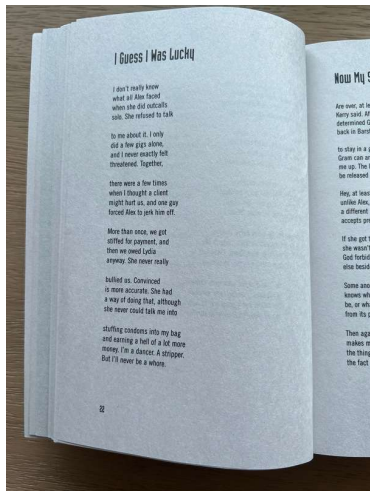 I Guess I Was Lucky
I don't really know
what all Alex faced
when she did outcalls
solo. She refused to talk
to me about it. I only
did a few gigs alone,
and I never exactly felt
threatened. Together,
there were a few times
when I thought a client
might hurt us, and one guy
forced Alex to jerk him off.
More than once, we got
stiffed for payment, and
then we owed Lydia
anyway. She never really
bullied us. Convinced
is more accurate. She had
a way of doing that, although
she never could talk me into
stuffing condoms into my bag
and earning a hell of a lot more
money. I'm a dancer. A stripper.
But I'll never be a whore.
22
Now My S
Are over, at le
Kerry said. Af
determined G
back in Barst
to stay in a
Gram can ar
me up. The
be released
Hey, at leas
unlike Alex,
a different
accepts pre
If she got
she wasn't
God forbid
else besid
Some ano
knows wh
be, or wha
from its p
Then aga
makes m
the thing
the fact